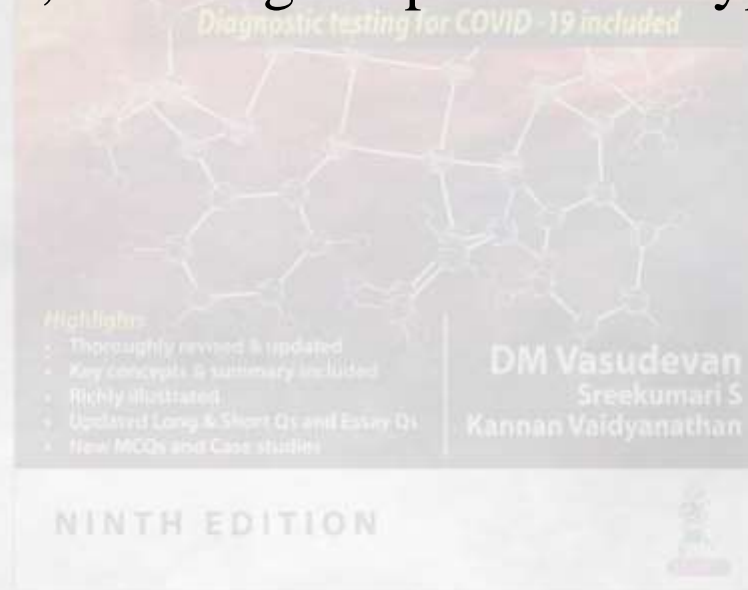 Diagnostic testing for COVID -19 included
Highlights
• Thoroughly revised & updated
• Key concepts & summary included
• Richly illustrated
• Updated Long & Short Qs and Essay Qs
• New MCQs and Case studies
DM Vasudevan
Sreekumari S
Kannan Vaidyanathan
NINTH EDITION